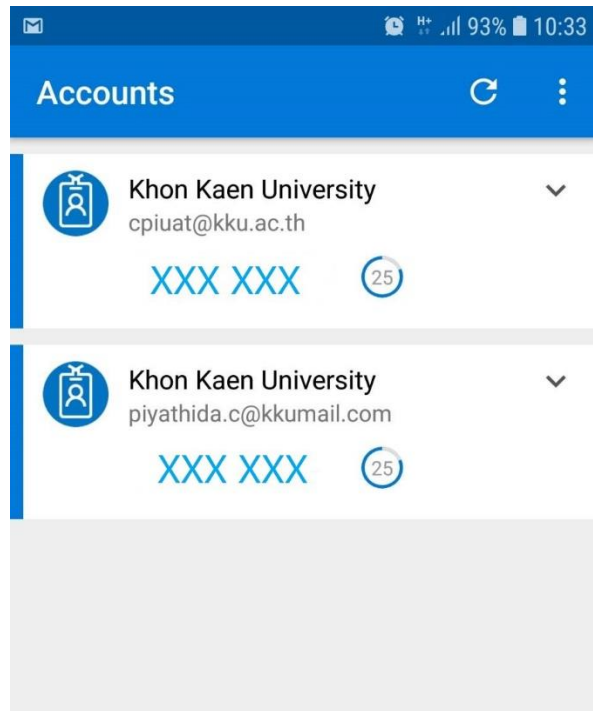 H+ 93% 10:33
Accounts
Khon Kaen University
cpiuat@kku.ac.th
XXX XXX 25
Khon Kaen University
piyathida.c@kkumail.com
XXX XXX 25